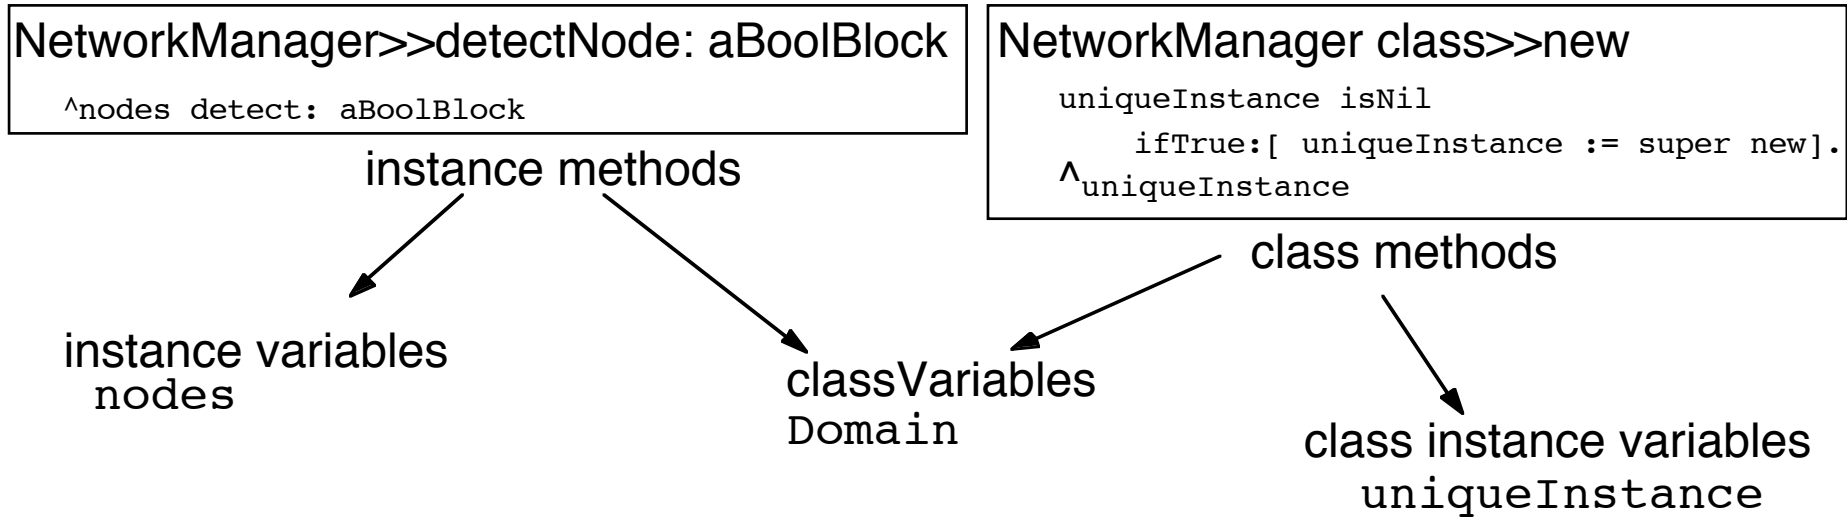 NetworkManager>>detectNode: aBoolBlock
^nodes detect: aBoolBlock
instance methods
NetworkManager class>>new
uniqueInstance isNil
ifTrue:[ uniqueInstance := super new].
^uniqueInstance
class methods
instance variables
nodes
classVariables
Domain
class instance variables
uniqueInstance